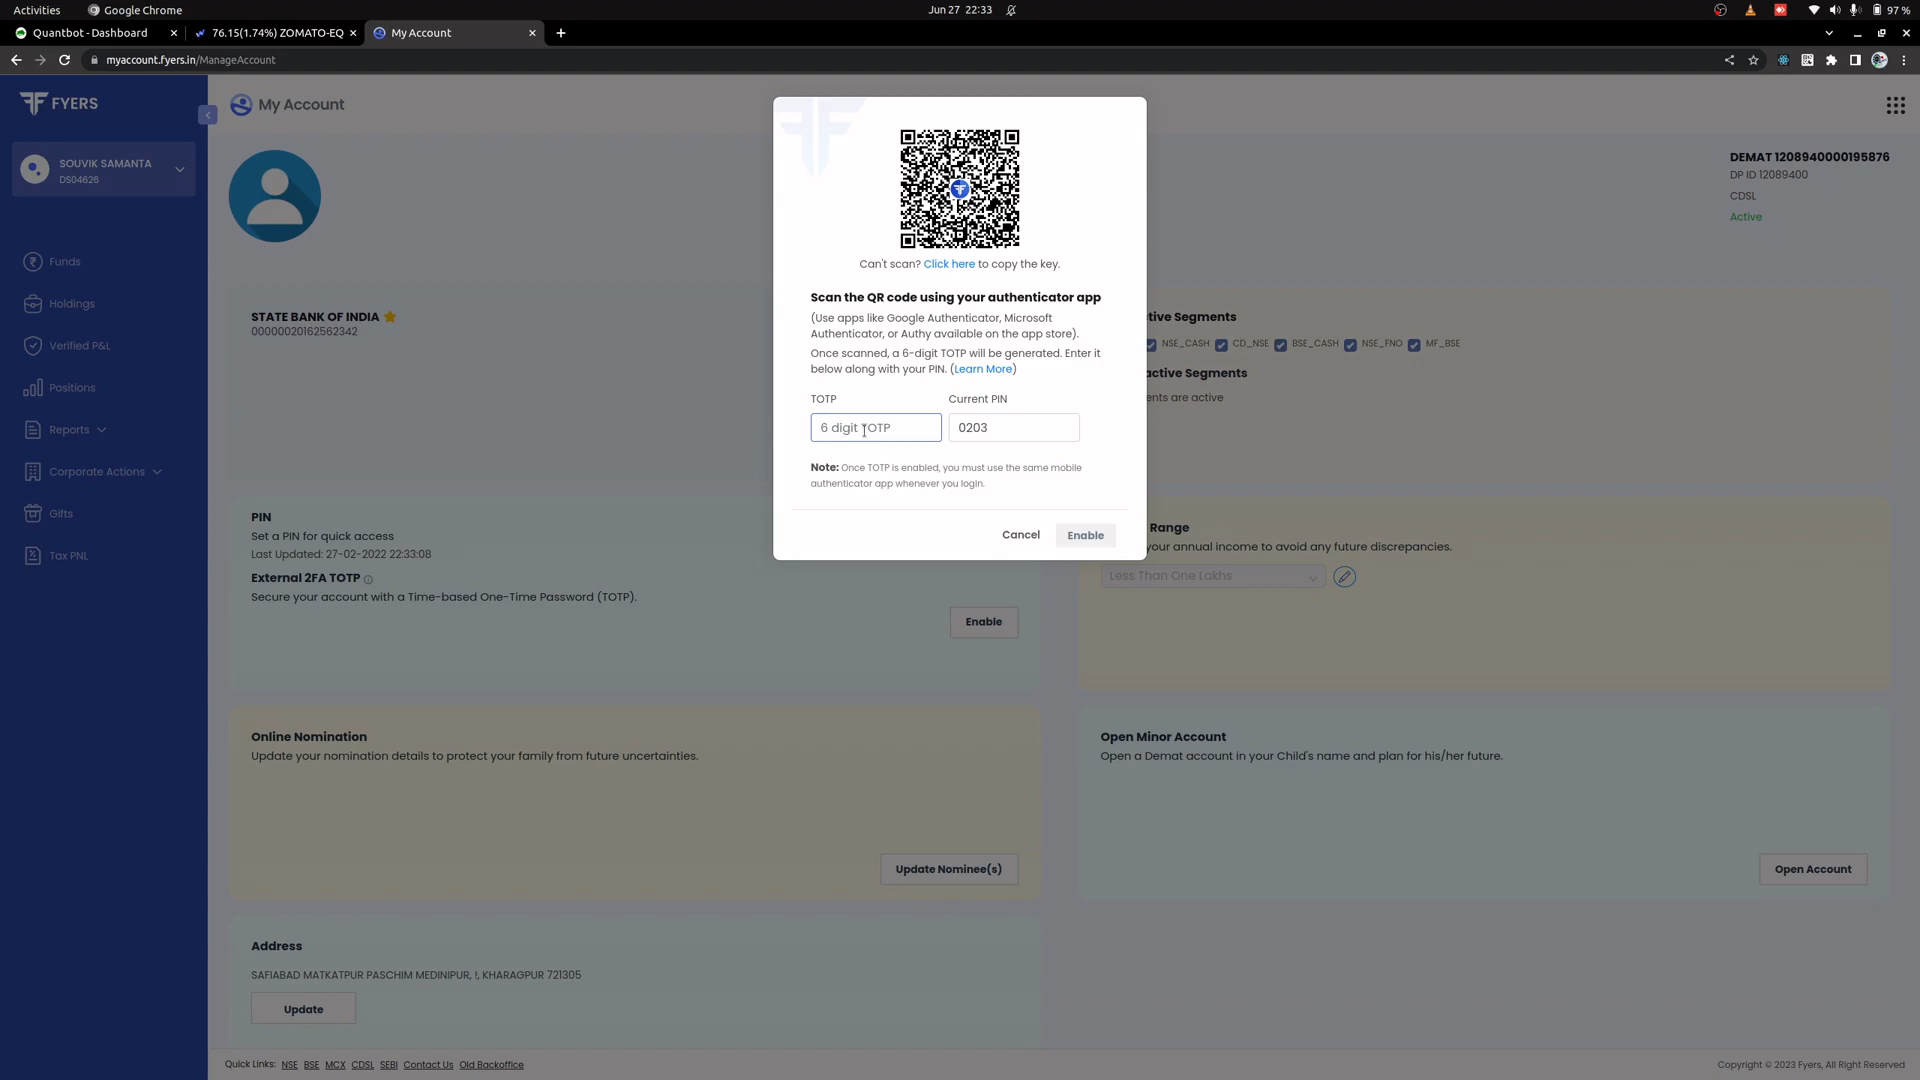 Activities
Google Chrome
Jun 27 22:33
97 %
Quantbot - Dashboard
76.15(1.74%) ZOMATO-EQ
My Account
myaccount.fyers.in/ManageAccount
FYERS
My Account
SOUVIK SAMANTA
DS04626
DEMAT 1208940000195876
DP ID 12089400
CDSL
Active
Funds
Holdings
Verified P&L
Positions
Reports
Corporate Actions
Gifts
Tax PNL
STATE BANK OF INDIA
00000020162562342
Can't scan? Click here to copy the key.
Scan the QR code using your authenticator app
(Use apps like Google Authenticator, Microsoft
Authenticator, or Authy available on the app store).
Once scanned, a 6-digit TOTP will be generated. Enter it
below along with your PIN. (Learn More)
TOTP
Current PIN
6 digit TOTP
0203
Note: Once TOTP is enabled, you must use the same mobile
authenticator app whenever you login.
Cancel
Enable
tive Segments
NSE_CASH CD_NSE BSE_CASH NSE_FNO MF_BSE
active Segments
ents are active
PIN
Set a PIN for quick access
Last Updated: 27-02-2022 22:33:08
External 2FA TOTP
Secure your account with a Time-based One-Time Password (TOTP).
Enable
Range
your annual income to avoid any future discrepancies.
Less Than One Lakhs
Online Nomination
Update your nomination details to protect your family from future uncertainties.
Update Nominee(s)
Open Minor Account
Open a Demat account in your Child's name and plan for his/her future.
Open Account
Address
SAFIABAD MATKATPUR PASCHIM MEDINIPUR, !, KHARAGPUR 721305
Update
Quick Links: NSE BSE MCX CDSL SEBI Contact Us Old Backoffice
Copyright © 2023 Fyers, All Right Reserved